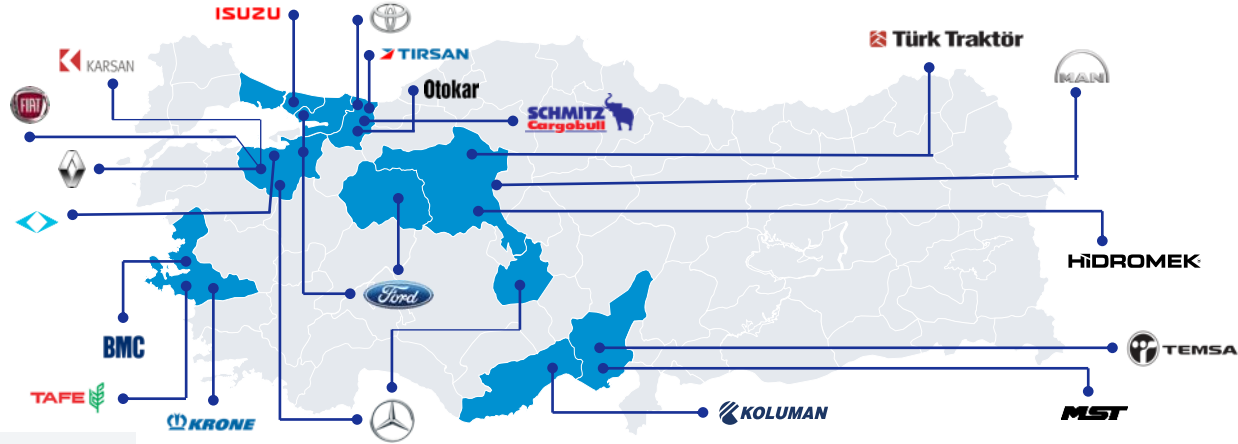 ISUZU
TIRSAN
Türk Traktör
KARSAN
MAN
Otokar
FIAT
SCHMITZ
Cargobull
HİDROMEK
Ford
BMC
TEMSA
TAFE
KRONE
KOLUMAN
MST